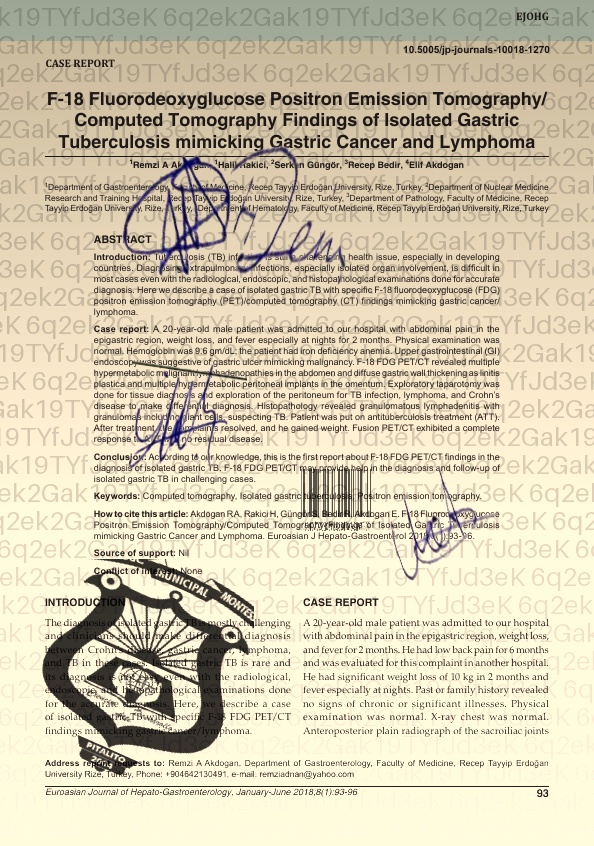 EJOHG
10.5005/jp-journals-10018-1270
CASE REPORT
F-18 Fluorodeoxyglucose Positron Emission Tomography/
Computed Tomography Findings of Isolated Gastric
Tuberculosis mimicking Gastric Cancer and Lymphoma
1Remzi A Akdogan, 2Halil Rakici, 2Serkan Güngör, 3Recep Bedir, 4Elif Akdogan
1Department of Gastroenterology, Faculty of Medicine, Recep Tayyip Erdoğan University, Rize, Turkey, 2Department of Nuclear Medicine
Research and Training Hospital, Recep Tayyip Erdoğan University, Rize, Turkey, 3Department of Pathology, Faculty of Medicine, Recep
Tayyip Erdoğan University, Rize, Turkey, 4Department of Hematology, Faculty of Medicine, Recep Tayyip Erdoğan University, Rize, Turkey
ABSTRACT
Introduction: Tuberculosis (TB) infection is still challenging health issue, especially in developing
countries. Diagnosing extrapulmonary infections, especially isolated organ involvement, is difficult in
most cases even with the radiological, endoscopic, and histopathological examinations done for accurate
diagnosis. Here we describe a case of isolated gastric TB with specific F-18 fluorodeoxyglucose (FDG)
positron emission tomography (PET)/computed tomography (CT) findings mimicking gastric cancer/
lymphoma.
Case report: A 20-year-old male patient was admitted to our hospital with abdominal pain in the
epigastric region, weight loss, and fever especially at nights for 2 months. Physical examination was
normal. Hemoglobin was 9.6 gm/dL; the patient had iron deficiency anemia. Upper gastrointestinal (GI)
endoscopy was suggestive of gastric ulcer mimicking malignancy. F-18 FDG PET/CT revealed multiple
hypermetabolic malignant lymphadenopathies in the abdomen and diffuse gastric wall thickening as linitis
plastica and multiple hypermetabolic peritoneal implants in the omentum. Exploratory laparotomy was
done for tissue diagnosis and exploration of the peritoneum for TB infection, lymphoma, and Crohn's
disease to make differential diagnosis. Histopathology revealed granulomatous lymphadenitis with
granulomas including giant cells, suspecting TB. Patient was put on antituberculosis treatment (ATT).
After treatment, the complaints resolved, and he gained weight. Fusion PET/CT exhibited a complete
response to ATT with no residual disease.
Conclusion: According to our knowledge, this is the first report about F-18 FDG PET/CT findings in the
diagnosis of isolated gastric TB. F-18 FDG PET/CT may provide help in the diagnosis and follow-up of
isolated gastric TB in challenging cases.
Keywords: Computed tomography, Isolated gastric tuberculosis, Positron emission tomography.
How to cite this article: Akdogan RA, Rakici H, Güngör S, Bedir R, Akdogan E. F-18 Fluorodeoxyglucose
Positron Emission Tomography/Computed Tomography Findings of Isolated Gastric Tuberculosis
mimicking Gastric Cancer and Lymphoma. Euroasian J Hepato-Gastroenterol 2018;8(1):93-96.
Source of support: Nil
Conflict of interest: None
INTRODUCTION
The diagnosis of isolated gastric TB is mostly challenging
and clinicians should make differential diagnosis
between Crohn's disease, gastric cancer, lymphoma,
and TB in these cases. Isolated gastric TB is rare and
its diagnosis is not easy even with the radiological,
endoscopic, and histopathological examinations done
for the accurate diagnosis. Here, we describe a case
of isolated gastric TB with specific F-18 FDG PET/CT
findings mimicking gastric cancer/lymphoma.
CASE REPORT
A 20-year-old male patient was admitted to our hospital
with abdominal pain in the epigastric region, weight loss,
and fever for 2 months. He had low back pain for 6 months
and was evaluated for this complaint in another hospital.
He had significant weight loss of 10 kg in 2 months and
fever especially at nights. Past or family history revealed
no signs of chronic or significant illnesses. Physical
examination was normal. X-ray chest was normal.
Anteroposterior plain radiograph of the sacroiliac joints
MUNICIPAL MONTES
PITALITO
Address reprint requests to: Remzi A Akdogan, Department of Gastroenterology, Faculty of Medicine, Recep Tayyip Erdoğan
University Rize, Turkey, Phone: +904642130491, e-mail. remziadnan@yahoo.com
Euroasian Journal of Hepato-Gastroenterology, January-June 2018;8(1):93-96 93